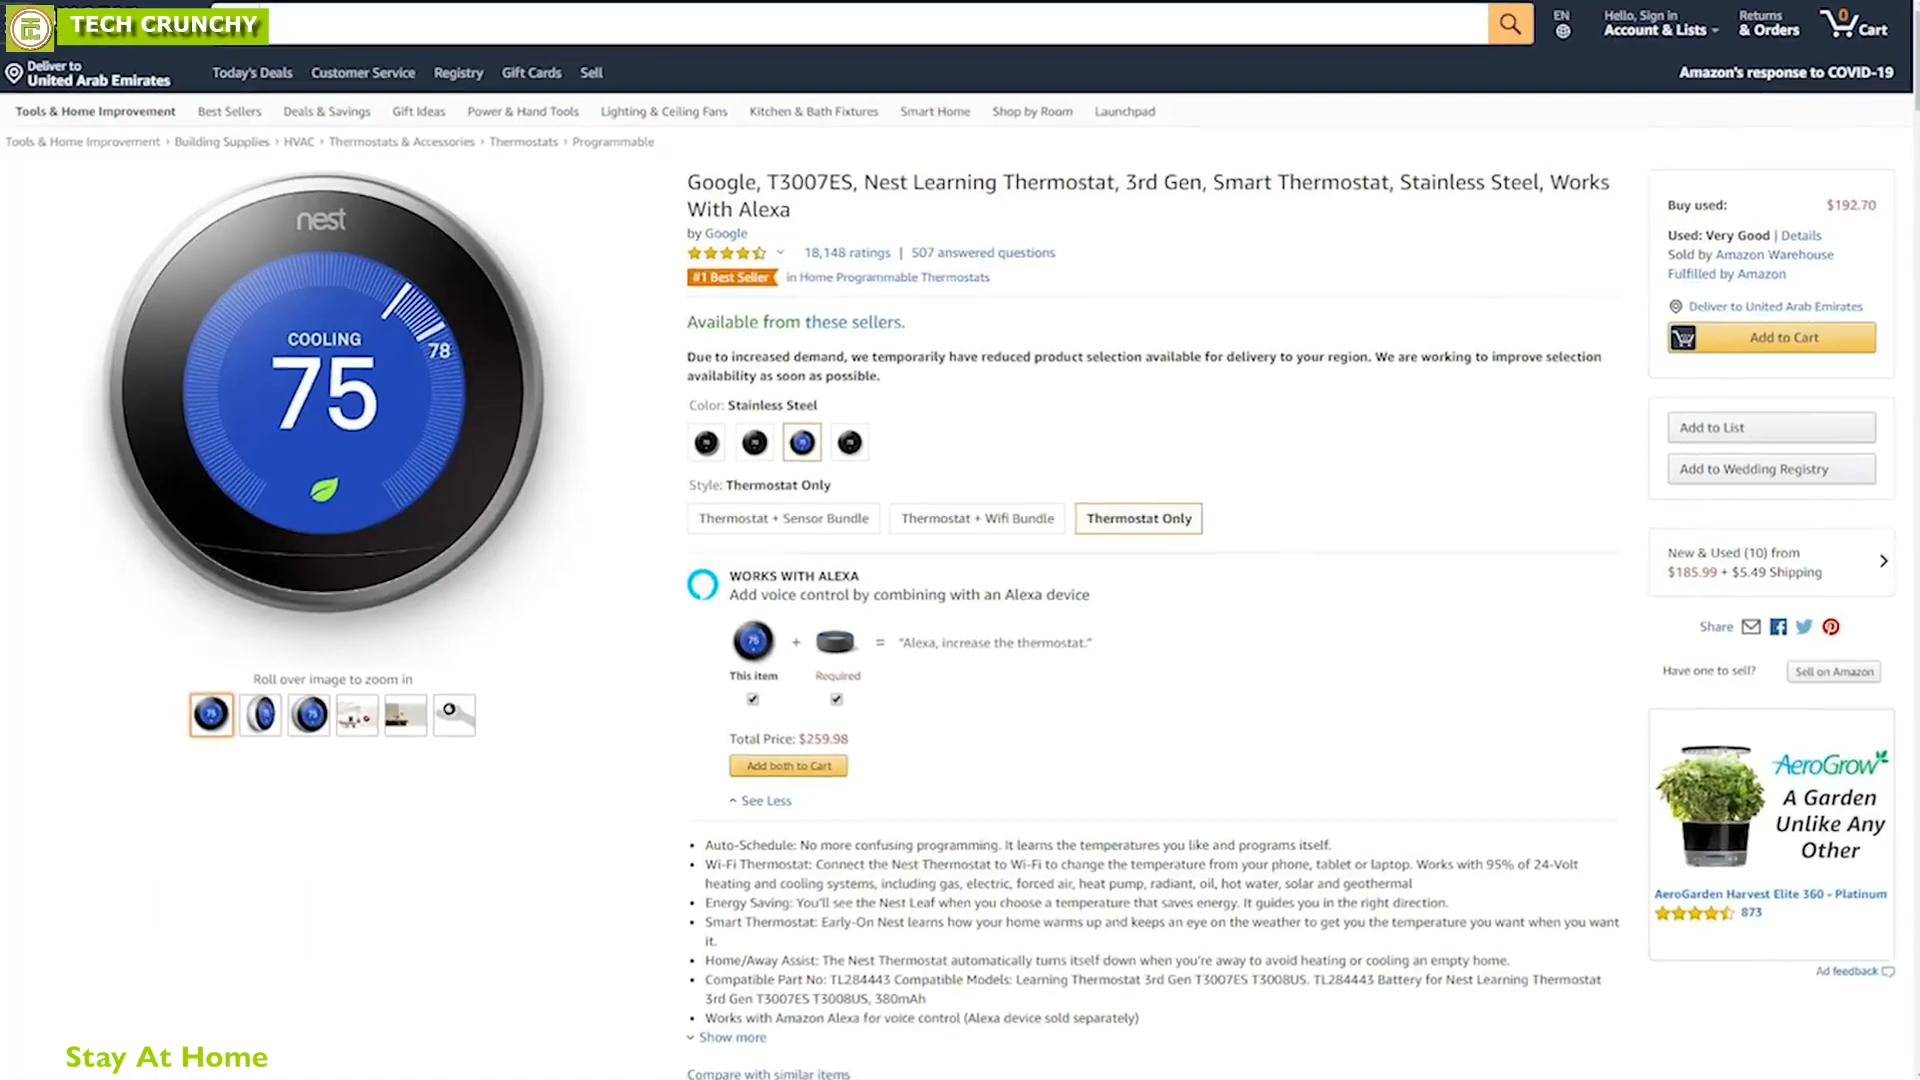 TECH CRUNCHY
EN
Hello, Sign in
Account & Lists
Returns
& Orders
0
Cart
Deliver to
United Arab Emirates
Today's Deals
Customer Service
Registry
Gift Cards
Sell
Amazon's response to COVID-19
Tools & Home Improvement
Best Sellers
Deals & Savings
Gift Ideas
Power & Hand Tools
Lighting & Ceiling Fans
Kitchen & Bath Fixtures
Smart Home
Shop by Room
Launchpad
Tools & Home Improvement › Building Supplies › HVAC › Thermostats & Accessories › Thermostats › Programmable
nest
COOLING
75
78
Roll over image to zoom in
Google, T3007ES, Nest Learning Thermostat, 3rd Gen, Smart Thermostat, Stainless Steel, Works
With Alexa
by Google
18,148 ratings | 507 answered questions
#1 Best Seller in Home Programmable Thermostats
Available from these sellers.
Due to increased demand, we temporarily have reduced product selection available for delivery to your region. We are working to improve selection
availability as soon as possible.
Color: Stainless Steel
Style: Thermostat Only
Thermostat + Sensor Bundle
Thermostat + Wifi Bundle
Thermostat Only
WORKS WITH ALEXA
Add voice control by combining with an Alexa device
+ = "Alexa, increase the thermostat."
This item
Required
Total Price: $259.98
Add both to Cart
See Less
• Auto-Schedule: No more confusing programming. It learns the temperatures you like and programs itself.
• Wi-Fi Thermostat: Connect the Nest Thermostat to Wi-Fi to change the temperature from your phone, tablet or laptop. Works with 95% of 24-Volt
heating and cooling systems, including gas, electric, forced air, heat pump, radiant, oil, hot water, solar and geothermal
• Energy Saving: You'll see the Nest Leaf when you choose a temperature that saves energy. It guides you in the right direction.
• Smart Thermostat: Early-On Nest learns how your home warms up and keeps an eye on the weather to get you the temperature you want when you want
it.
• Home/Away Assist: The Nest Thermostat automatically turns itself down when you're away to avoid heating or cooling an empty home.
• Compatible Part No: TL284443 Compatible Models: Learning Thermostat 3rd Gen T3007ES T3008US. TL284443 Battery for Nest Learning Thermostat
3rd Gen T3007ES T3008US, 380mAh
• Works with Amazon Alexa for voice control (Alexa device sold separately)
Show more
Compare with similar items
Buy used: $192.70
Used: Very Good | Details
Sold by Amazon Warehouse
Fulfilled by Amazon
Deliver to United Arab Emirates
Add to Cart
Add to List
Add to Wedding Registry
New & Used (10) from
$185.99 + $5.49 Shipping
Share
Have one to sell?
Sell on Amazon
AeroGrow
A Garden
Unlike Any
Other
AeroGarden Harvest Elite 360 - Platinum
873
Ad feedback
Stay At Home